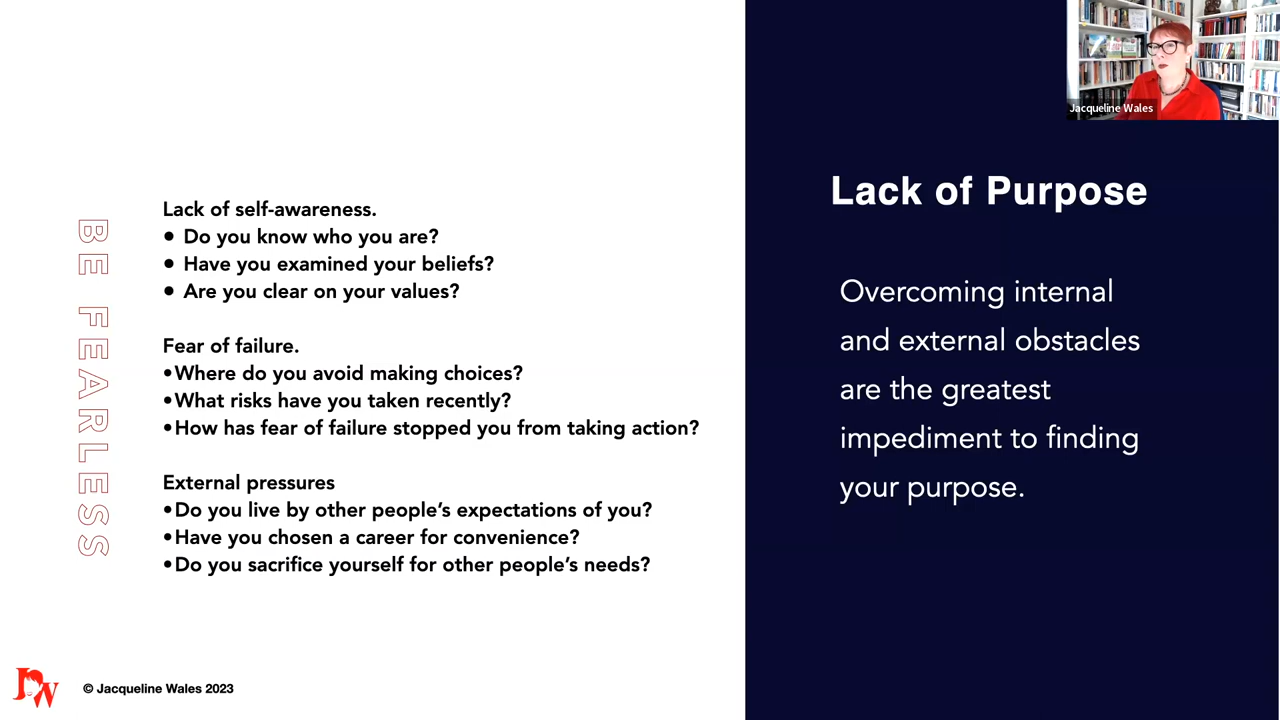 BE FEARLESS
Lack of self-awareness.
• Do you know who you are?
• Have you examined your beliefs?
• Are you clear on your values?
Fear of failure.
•Where do you avoid making choices?
•What risks have you taken recently?
•How has fear of failure stopped you from taking action?
External pressures
•Do you live by other people’s expectations of you?
•Have you chosen a career for convenience?
•Do you sacrifice yourself for other people’s needs?
JW
© Jacqueline Wales 2023
Jacqueline Wales
Lack of Purpose
Overcoming internal
and external obstacles
are the greatest
impediment to finding
your purpose.